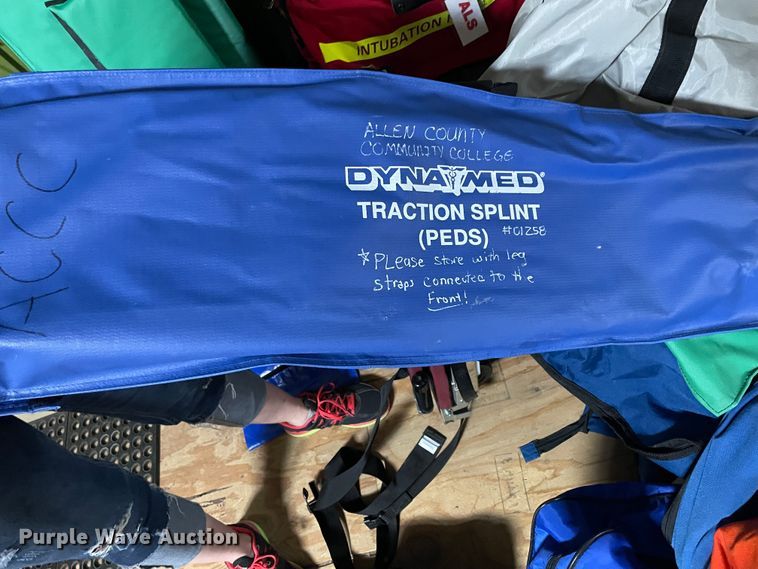 INTUBATION
ALS
ALLEN COUNTY
COMMUNITY COLLEGE
DYNA MED
TRACTION SPLINT
(PEDS) #01258
* PLease store with leg
straps connected to the
Front!
ACCC
Purple Wave Auction